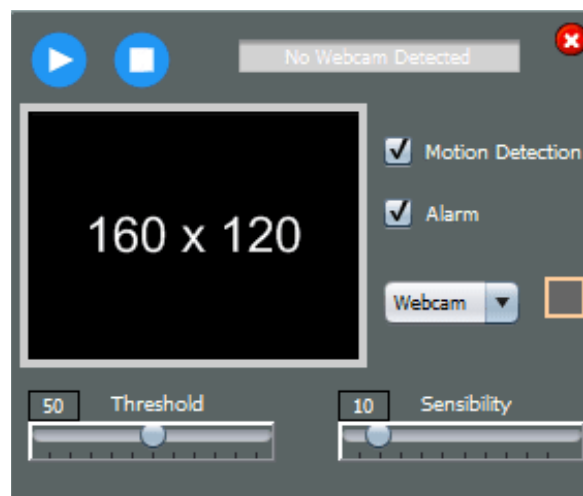 No Webcam Detected
Motion Detection
160 x 120
Alarm
Webcam
50 Threshold
10 Sensibility